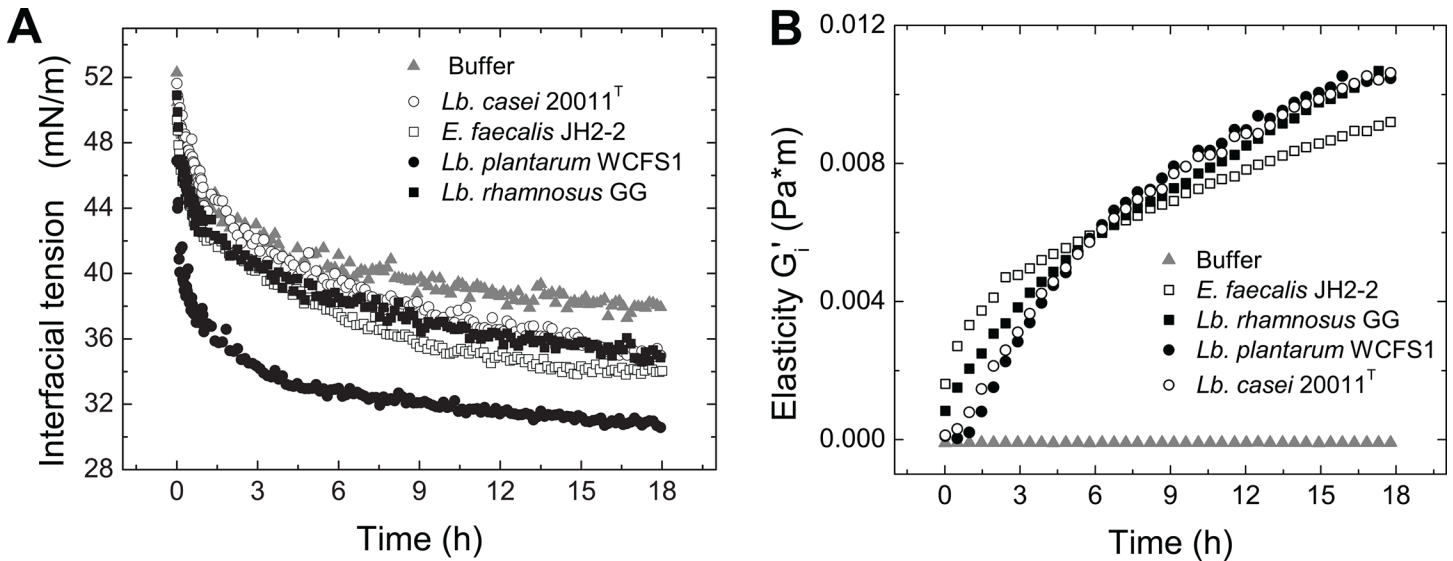 A
Interfacial tension (mN/m)
52
48
44
40
36
32
28
Buffer
Lb. casei 20011ᵀ
E. faecalis JH2-2
Lb. plantarum WCFS1
Lb. rhamnosus GG
0 3 6 9 12 15 18
Time (h)
B
Elasticity Gᵢ' (Pa*m)
0.012
0.008
0.004
0.000
Buffer
E. faecalis JH2-2
Lb. rhamnosus GG
Lb. plantarum WCFS1
Lb. casei 20011ᵀ
0 3 6 9 12 15 18
Time (h)